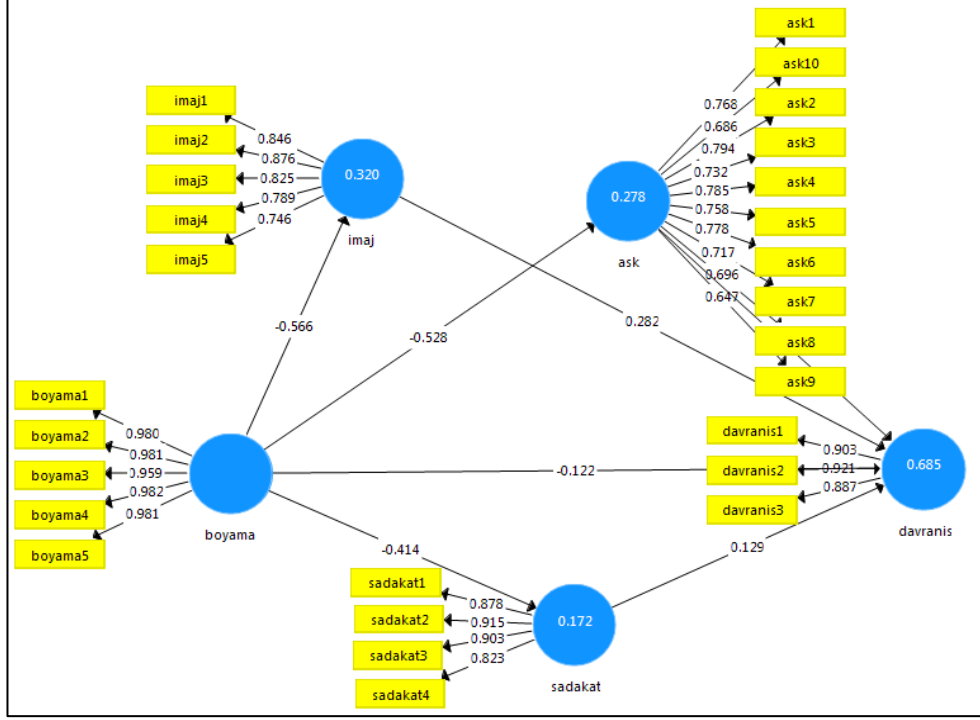 ask1
ask10
ask2
ask3
ask4
ask5
ask6
ask7
ask8
ask9
0.768
0.686
0.794
0.732
0.785
0.758
0.778
0.717
0.696
0.647
0.278
ask
imaj1
imaj2
imaj3
imaj4
imaj5
0.846
0.876
0.825
0.789
0.746
0.320
imaj
-0.566
-0.528
0.282
boyama1
boyama2
boyama3
boyama4
boyama5
0.980
0.981
0.959
0.982
0.981
boyama
-0.122
davranis1
davranis2
davranis3
0.903
0.921
0.887
0.685
davranis
-0.414
0.129
sadakat1
sadakat2
sadakat3
sadakat4
0.878
0.915
0.903
0.823
0.172
sadakat